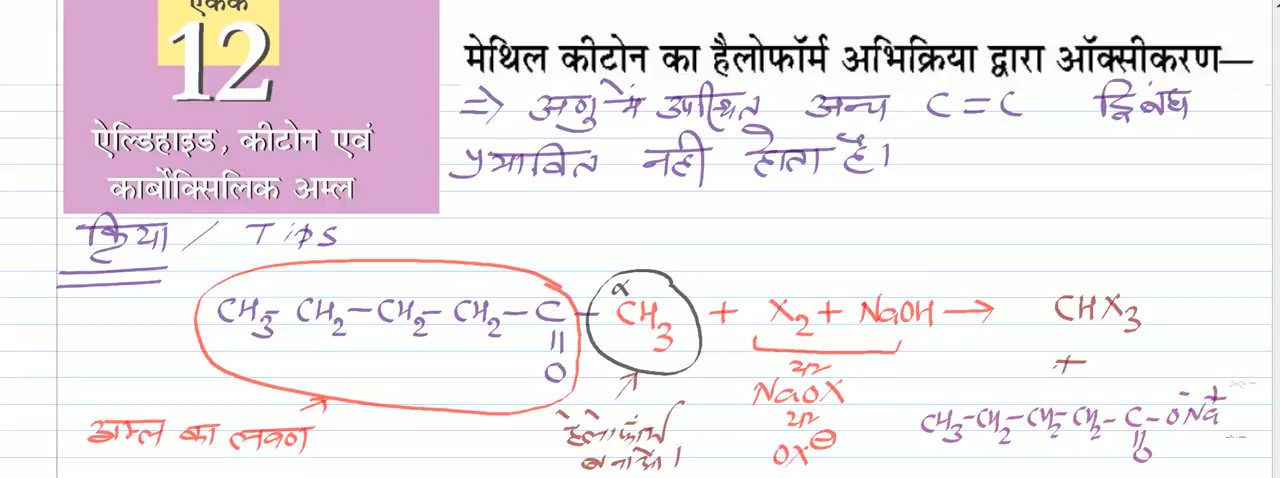 एकक
12
ऐल्डिहाइड, कीटोन एवं
कार्बोक्सिलिक अम्ल
मेथिल कीटोन का हैलोफॉर्म अभिक्रिया द्वारा ऑक्सीकरण—
=> अणु में उपस्थित अन्य C=C द्विबंध
प्रभावित नही होता है।
क्रिया / Tips
CH₃ CH₂–CH₂–CH₂–C–CH₃ + X₂ + NaOH → CHX₃
α
||
O
या
NaOX
या
OX⊖
+
CH₃–CH₂–CH₂–CH₂–C–O⁻Na⁺
||
O
अम्ल का लवण
हेलोफॉर्म